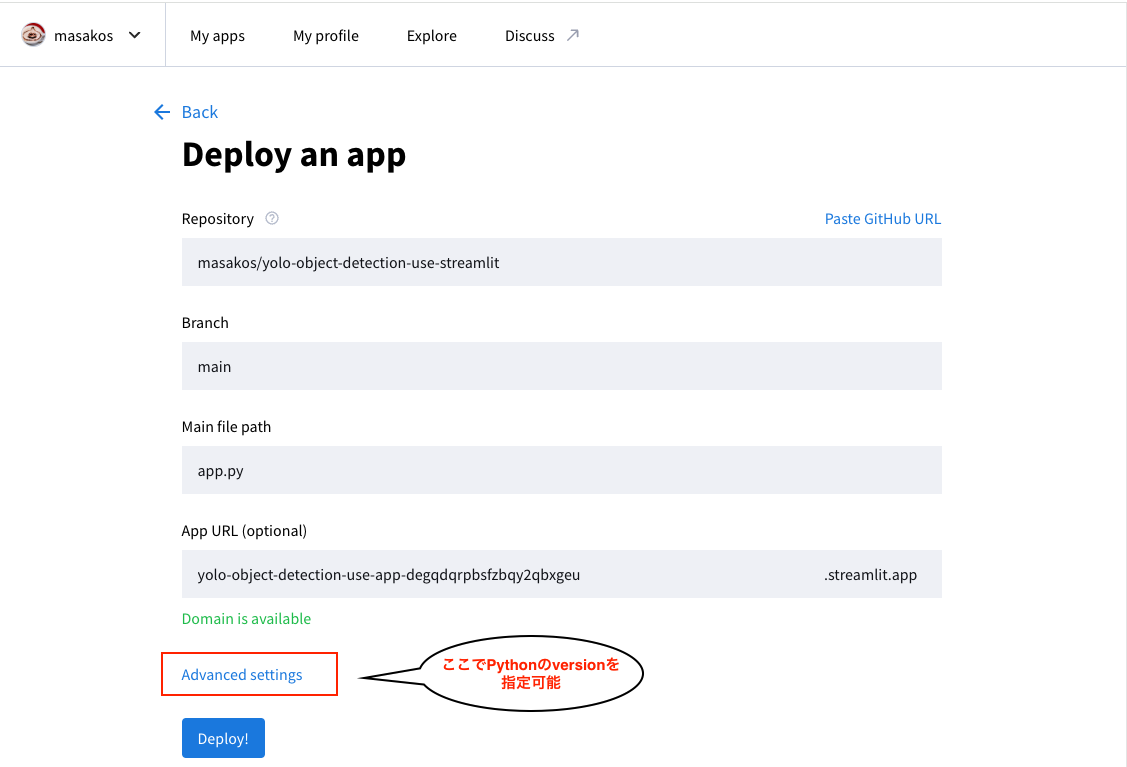 masakos
My apps
My profile
Explore
Discuss
Back
Deploy an app
Repository
Paste GitHub URL
masakos/yolo-object-detection-use-streamlit
Branch
main
Main file path
app.py
App URL (optional)
yolo-object-detection-use-app-degqdqrpbsfzbqy2qbxgeu
.streamlit.app
Domain is available
Advanced settings
ここでPythonのversionを
指定可能
Deploy!